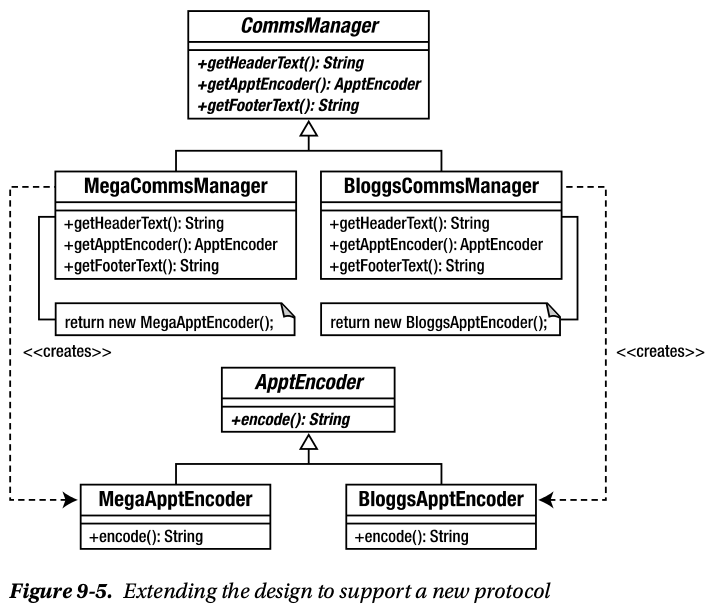 CommsManager
+getHeaderText(): String
+getApptEncoder(): ApptEncoder
+getFooterText(): String
MegaCommsManager
+getHeaderText(): String
+getApptEncoder(): ApptEncoder
+getFooterText(): String
BloggsCommsManager
+getHeaderText(): String
+getApptEncoder(): ApptEncoder
+getFooterText(): String
return new MegaApptEncoder();
return new BloggsApptEncoder();
<<creates>>
<<creates>>
ApptEncoder
+encode(): String
MegaApptEncoder
+encode(): String
BloggsApptEncoder
+encode(): String
Figure 9-5. Extending the design to support a new protocol